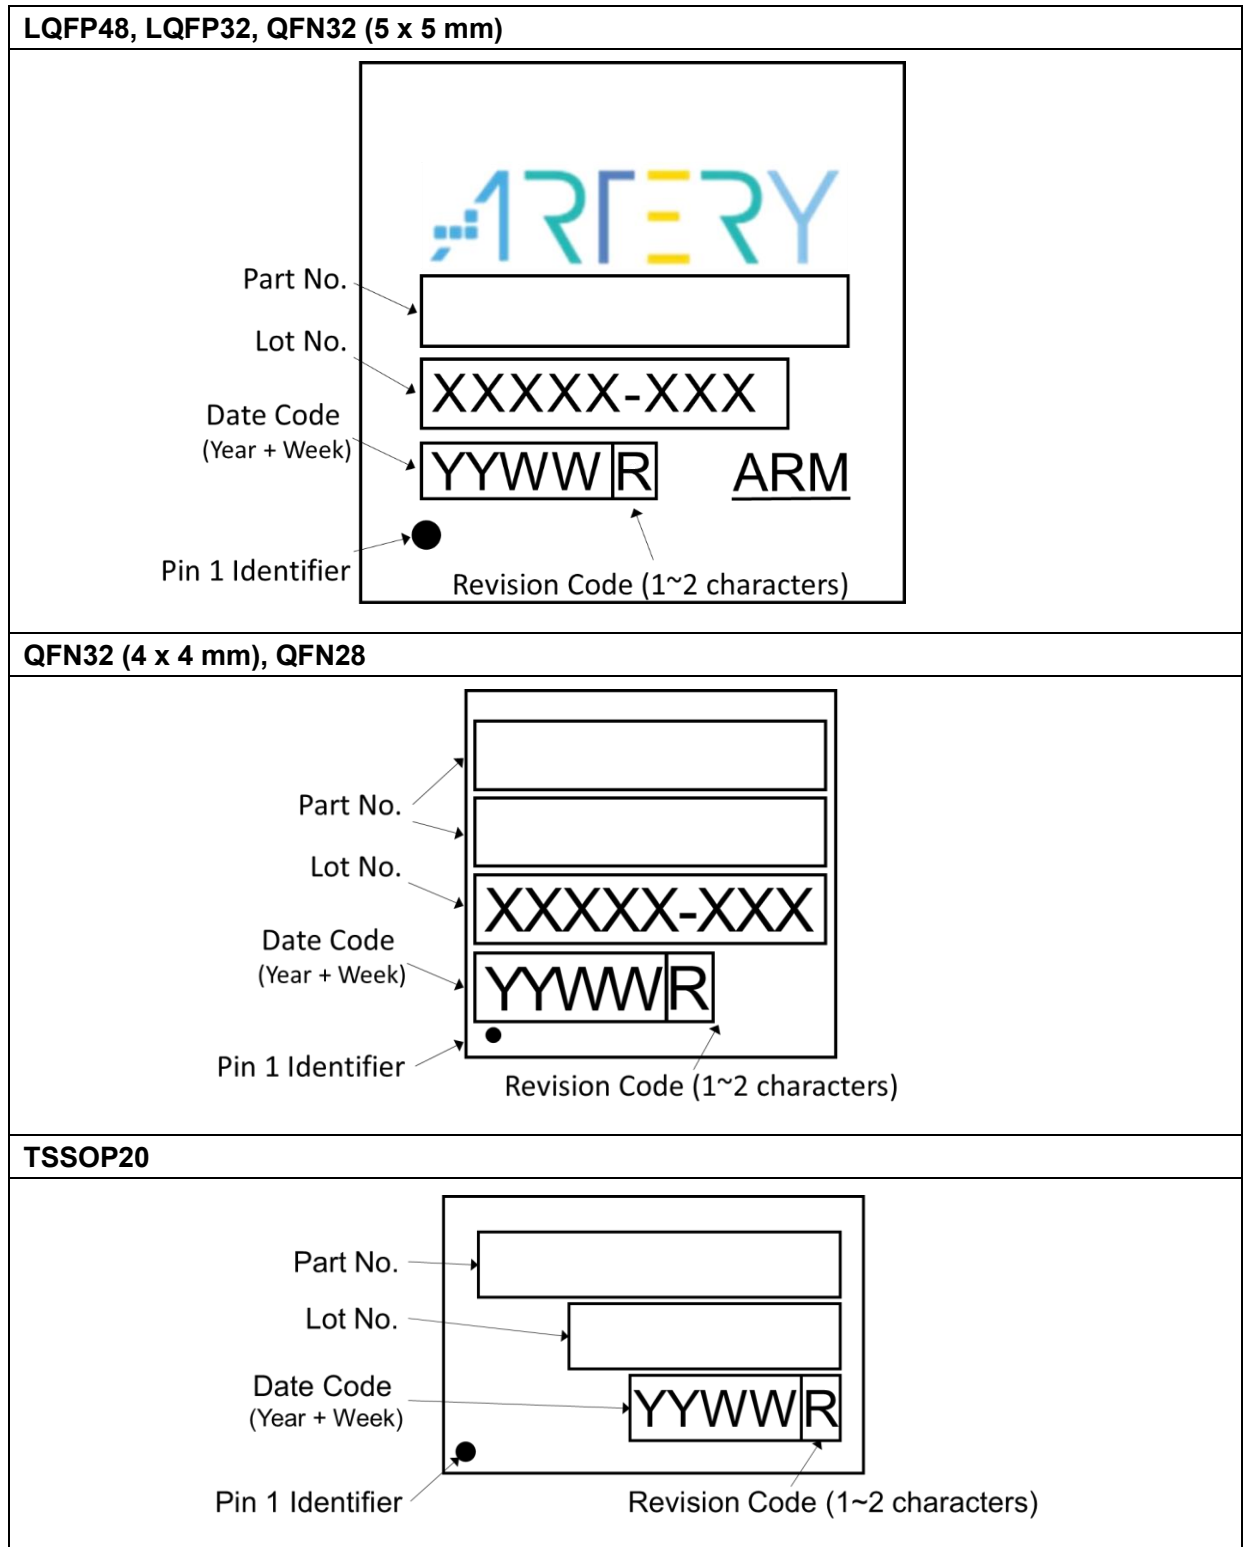 LQFP48, LQFP32, QFN32 (5 x 5 mm)
ARTERY
Part No.
Lot No.
XXXXX-XXX
Date Code
(Year + Week)
YYWW R
ARM
Pin 1 Identifier
Revision Code (1~2 characters)
QFN32 (4 x 4 mm), QFN28
Part No.
Lot No.
XXXXX-XXX
Date Code
(Year + Week)
YYWW R
Pin 1 Identifier
Revision Code (1~2 characters)
TSSOP20
Part No.
Lot No.
Date Code
(Year + Week)
YYWW R
Pin 1 Identifier
Revision Code (1~2 characters)